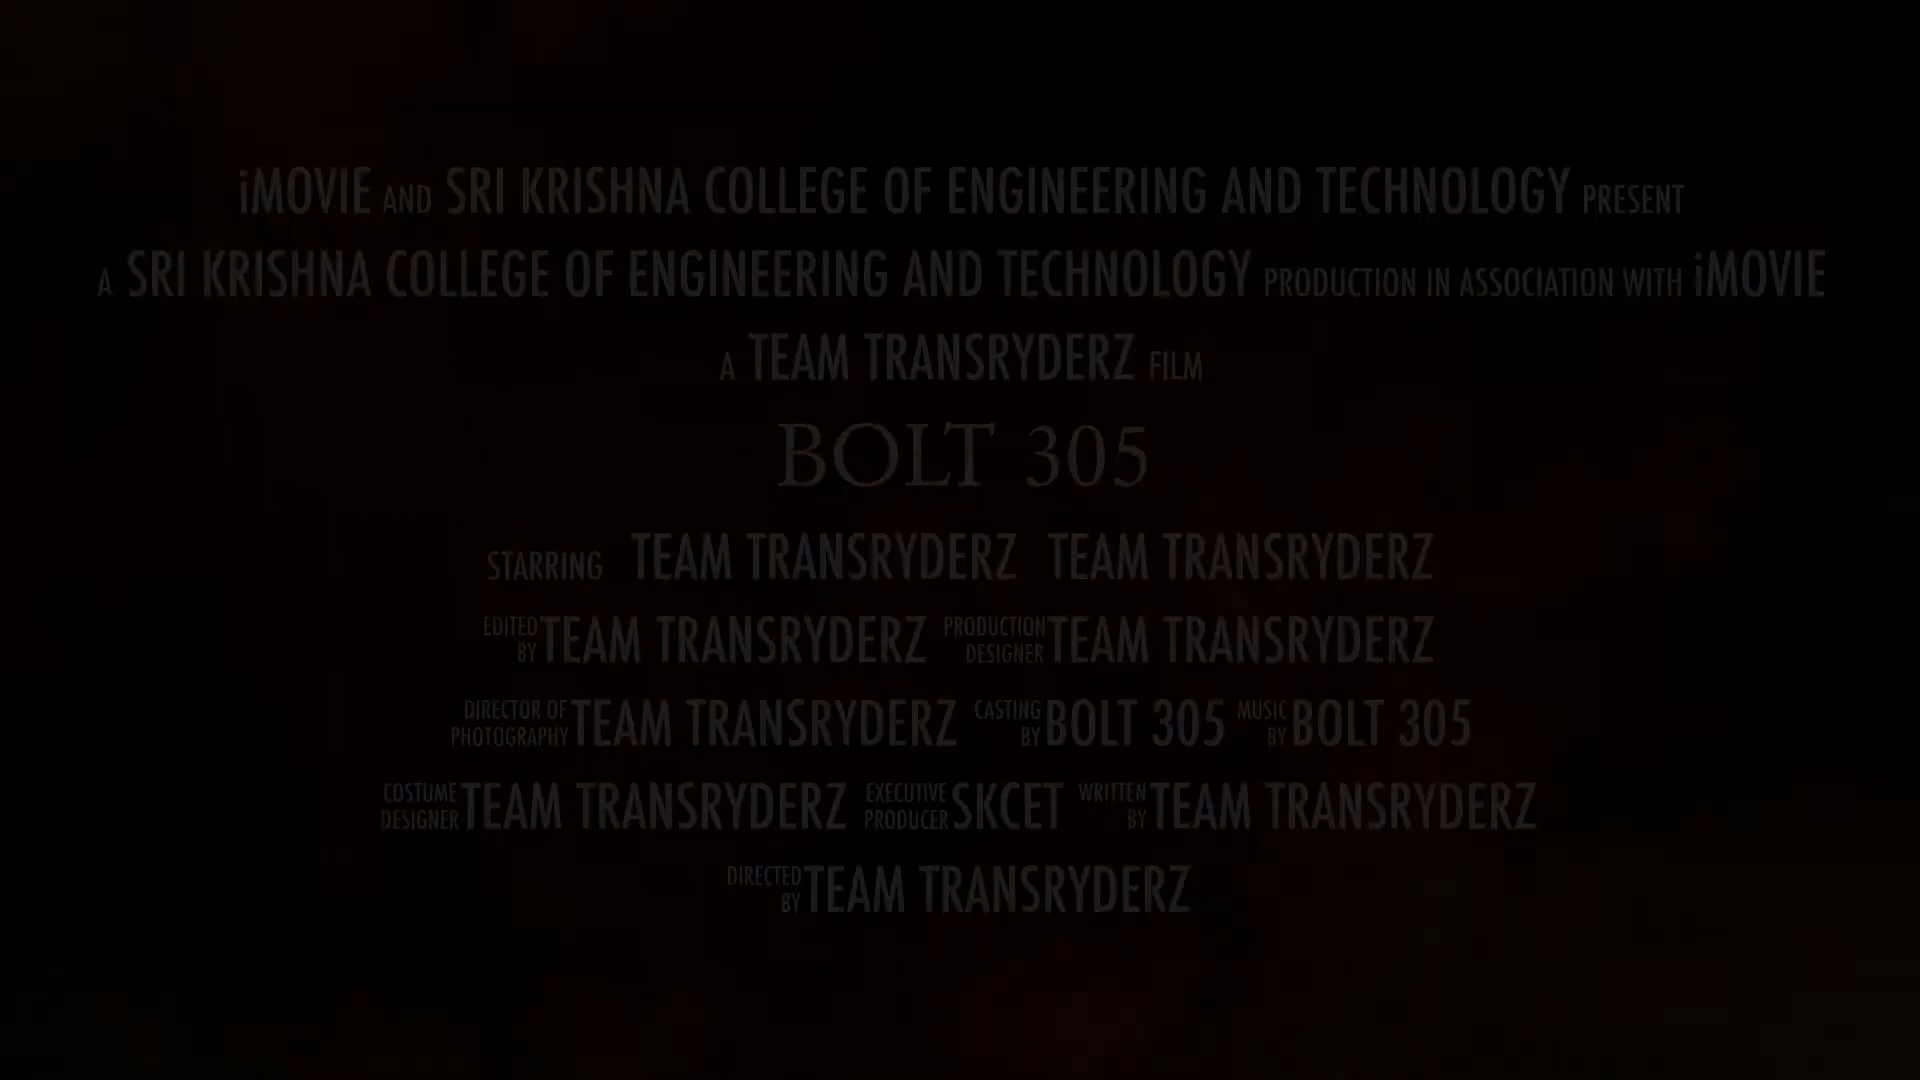 iMOVIE AND SRI KRISHNA COLLEGE OF ENGINEERING AND TECHNOLOGY PRESENT
A SRI KRISHNA COLLEGE OF ENGINEERING AND TECHNOLOGY PRODUCTION IN ASSOCIATION WITH iMOVIE
A TEAM TRANSRYDERZ FILM
BOLT 305
STARRING TEAM TRANSRYDERZ TEAM TRANSRYDERZ
EDITED BY TEAM TRANSRYDERZ PRODUCTION DESIGNER TEAM TRANSRYDERZ
DIRECTOR OF PHOTOGRAPHY TEAM TRANSRYDERZ CASTING BY BOLT 305 MUSIC BY BOLT 305
COSTUME DESIGNER TEAM TRANSRYDERZ EXECUTIVE PRODUCER SKCET WRITTEN BY TEAM TRANSRYDERZ
DIRECTED BY TEAM TRANSRYDERZ